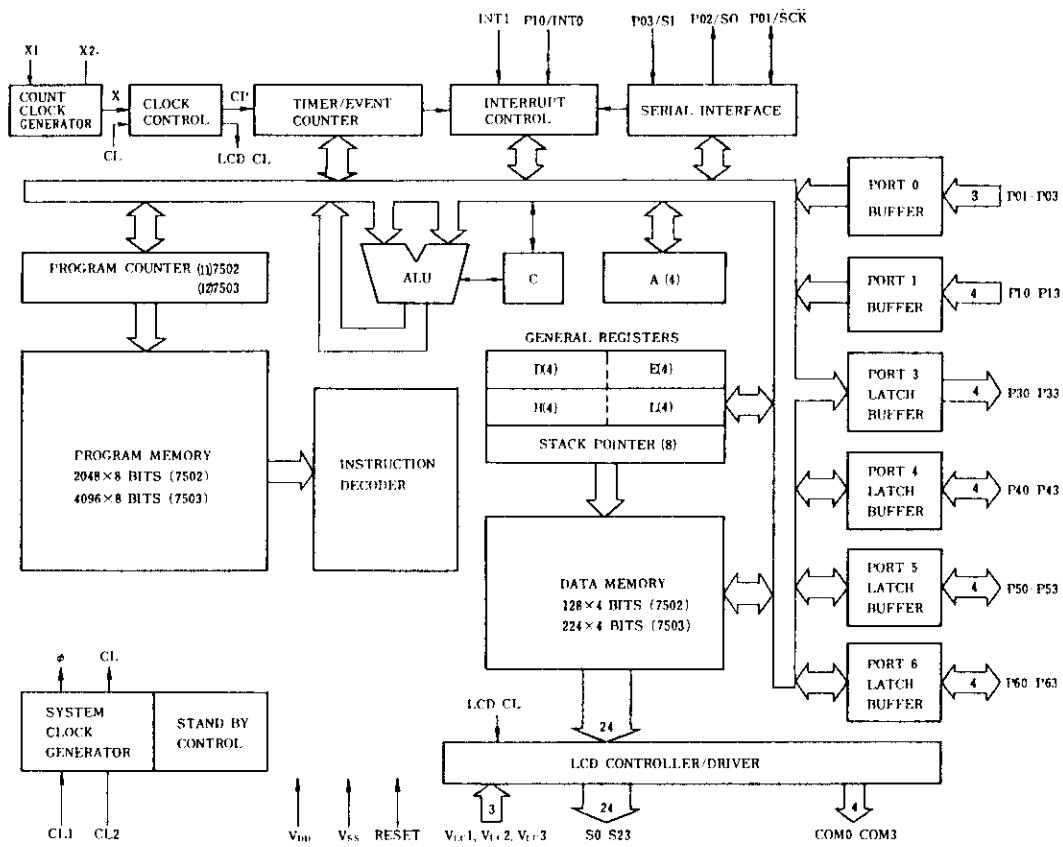 INT1 P10/INT0 P03/SI P02/SO P01/SCK
X1 X2
COUNT
CLOCK
GENERATOR
X
CLOCK
CONTROL
CP
TIMER/EVENT
COUNTER
INTERRUPT
CONTROL
SERIAL INTERFACE
CL
LCD CL
PORT 0
BUFFER
3
P01-P03
PROGRAM COUNTER (11)7502
(12)7503
ALU
C
A (4)
PORT 1
BUFFER
4
P10 P13
GENERAL REGISTERS
D(4) E(4)
H(4) L(4)
STACK POINTER (8)
PORT 3
LATCH
BUFFER
4
P30 P33
PROGRAM MEMORY
2048×8 BITS (7502)
4096×8 BITS (7503)
INSTRUCTION
DECODER
PORT 4
LATCH
BUFFER
4
P40 P43
DATA MEMORY
128×4 BITS (7502)
224×4 BITS (7503)
PORT 5
LATCH
BUFFER
4
P50-P53
PORT 6
LATCH
BUFFER
4
P60 P63
φ CL
SYSTEM
CLOCK
GENERATOR
STAND BY
CONTROL
LCD CL
24
LCD CONTROLLER/DRIVER
3
24
4
CL1 CL2
VDD VSS RESET
VLC1, VLC2, VLC3
S0 S23
COM0 COM3